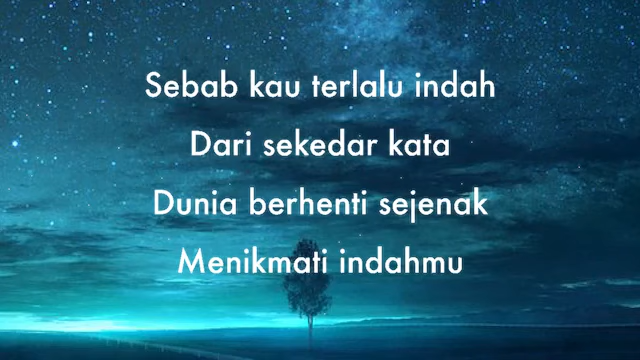 Sebab kau terlalu indah
Dari sekedar kata
Dunia berhenti sejenak
Menikmati indahmu